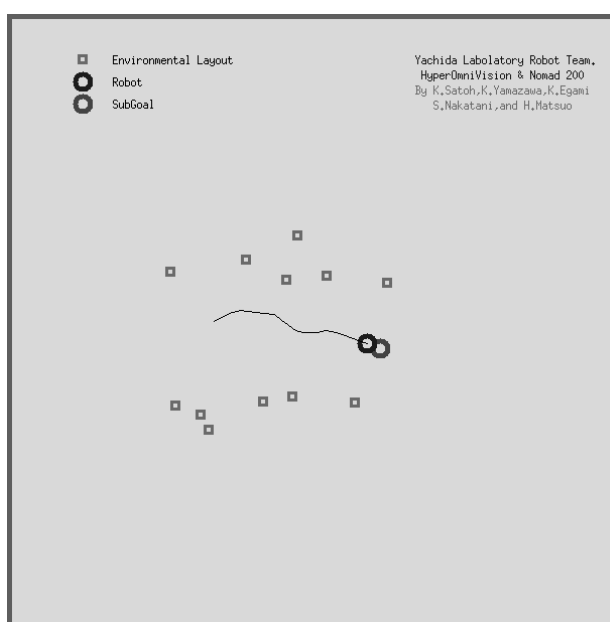 Environmental Layout
Robot
SubGoal
Yachida Labolatory Robot Team.
HyperOmniVision & Nomad 200
By K.Satoh,K.Yamazawa,K.Egami
S.Nakatani,and H.Matsuo